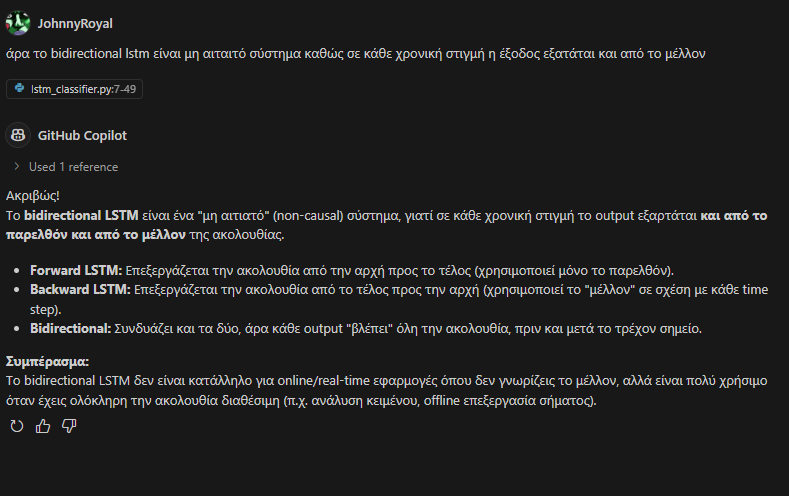 JohnnyRoyal
άρα το bidirectional lstm είναι μη αιταιτό σύστημα καθώς σε κάθε χρονική στιγμή η έξοδος εξατάται και από το μέλλον
lstm_classifier.py:7-49
GitHub Copilot
Used 1 reference
Ακριβώς!
Το bidirectional LSTM είναι ένα "μη αιτιατό" (non-causal) σύστημα, γιατί σε κάθε χρονική στιγμή το output εξαρτάται και από το
παρελθόν και από το μέλλον της ακολουθίας.
• Forward LSTM: Επεξεργάζεται την ακολουθία από την αρχή προς το τέλος (χρησιμοποιεί μόνο το παρελθόν).
• Backward LSTM: Επεξεργάζεται την ακολουθία από το τέλος προς την αρχή (χρησιμοποιεί το "μέλλον" σε σχέση με κάθε time
step).
• Bidirectional: Συνδυάζει και τα δύο, άρα κάθε output "βλέπει" όλη την ακολουθία, πριν και μετά το τρέχον σημείο.
Συμπέρασμα:
Το bidirectional LSTM δεν είναι κατάλληλο για online/real-time εφαρμογές όπου δεν γνωρίζεις το μέλλον, αλλά είναι πολύ χρήσιμο
όταν έχεις ολόκληρη την ακολουθία διαθέσιμη (π.χ. ανάλυση κειμένου, offline επεξεργασία σήματος).